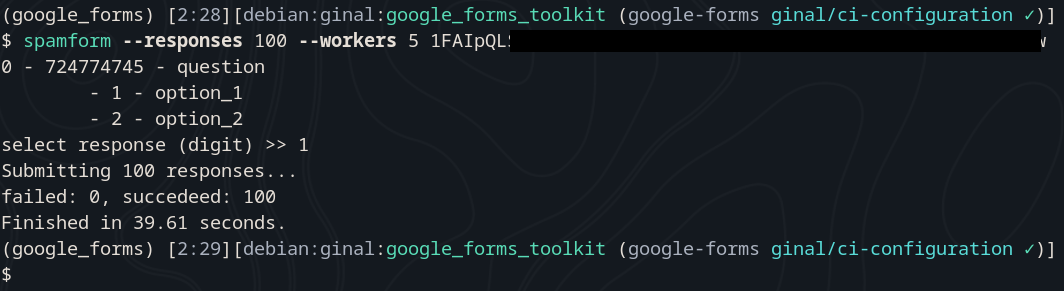 (google_forms) [2:28][debian:ginal:google_forms_toolkit (google-forms ginal/ci-configuration ✓)]
$ spamform --responses 100 --workers 5 1FAIpQLS
0 - 724774745 - question
- 1 - option_1
- 2 - option_2
select response (digit) >> 1
Submitting 100 responses...
failed: 0, succedeed: 100
Finished in 39.61 seconds.
(google_forms) [2:29][debian:ginal:google_forms_toolkit (google-forms ginal/ci-configuration ✓)]
$